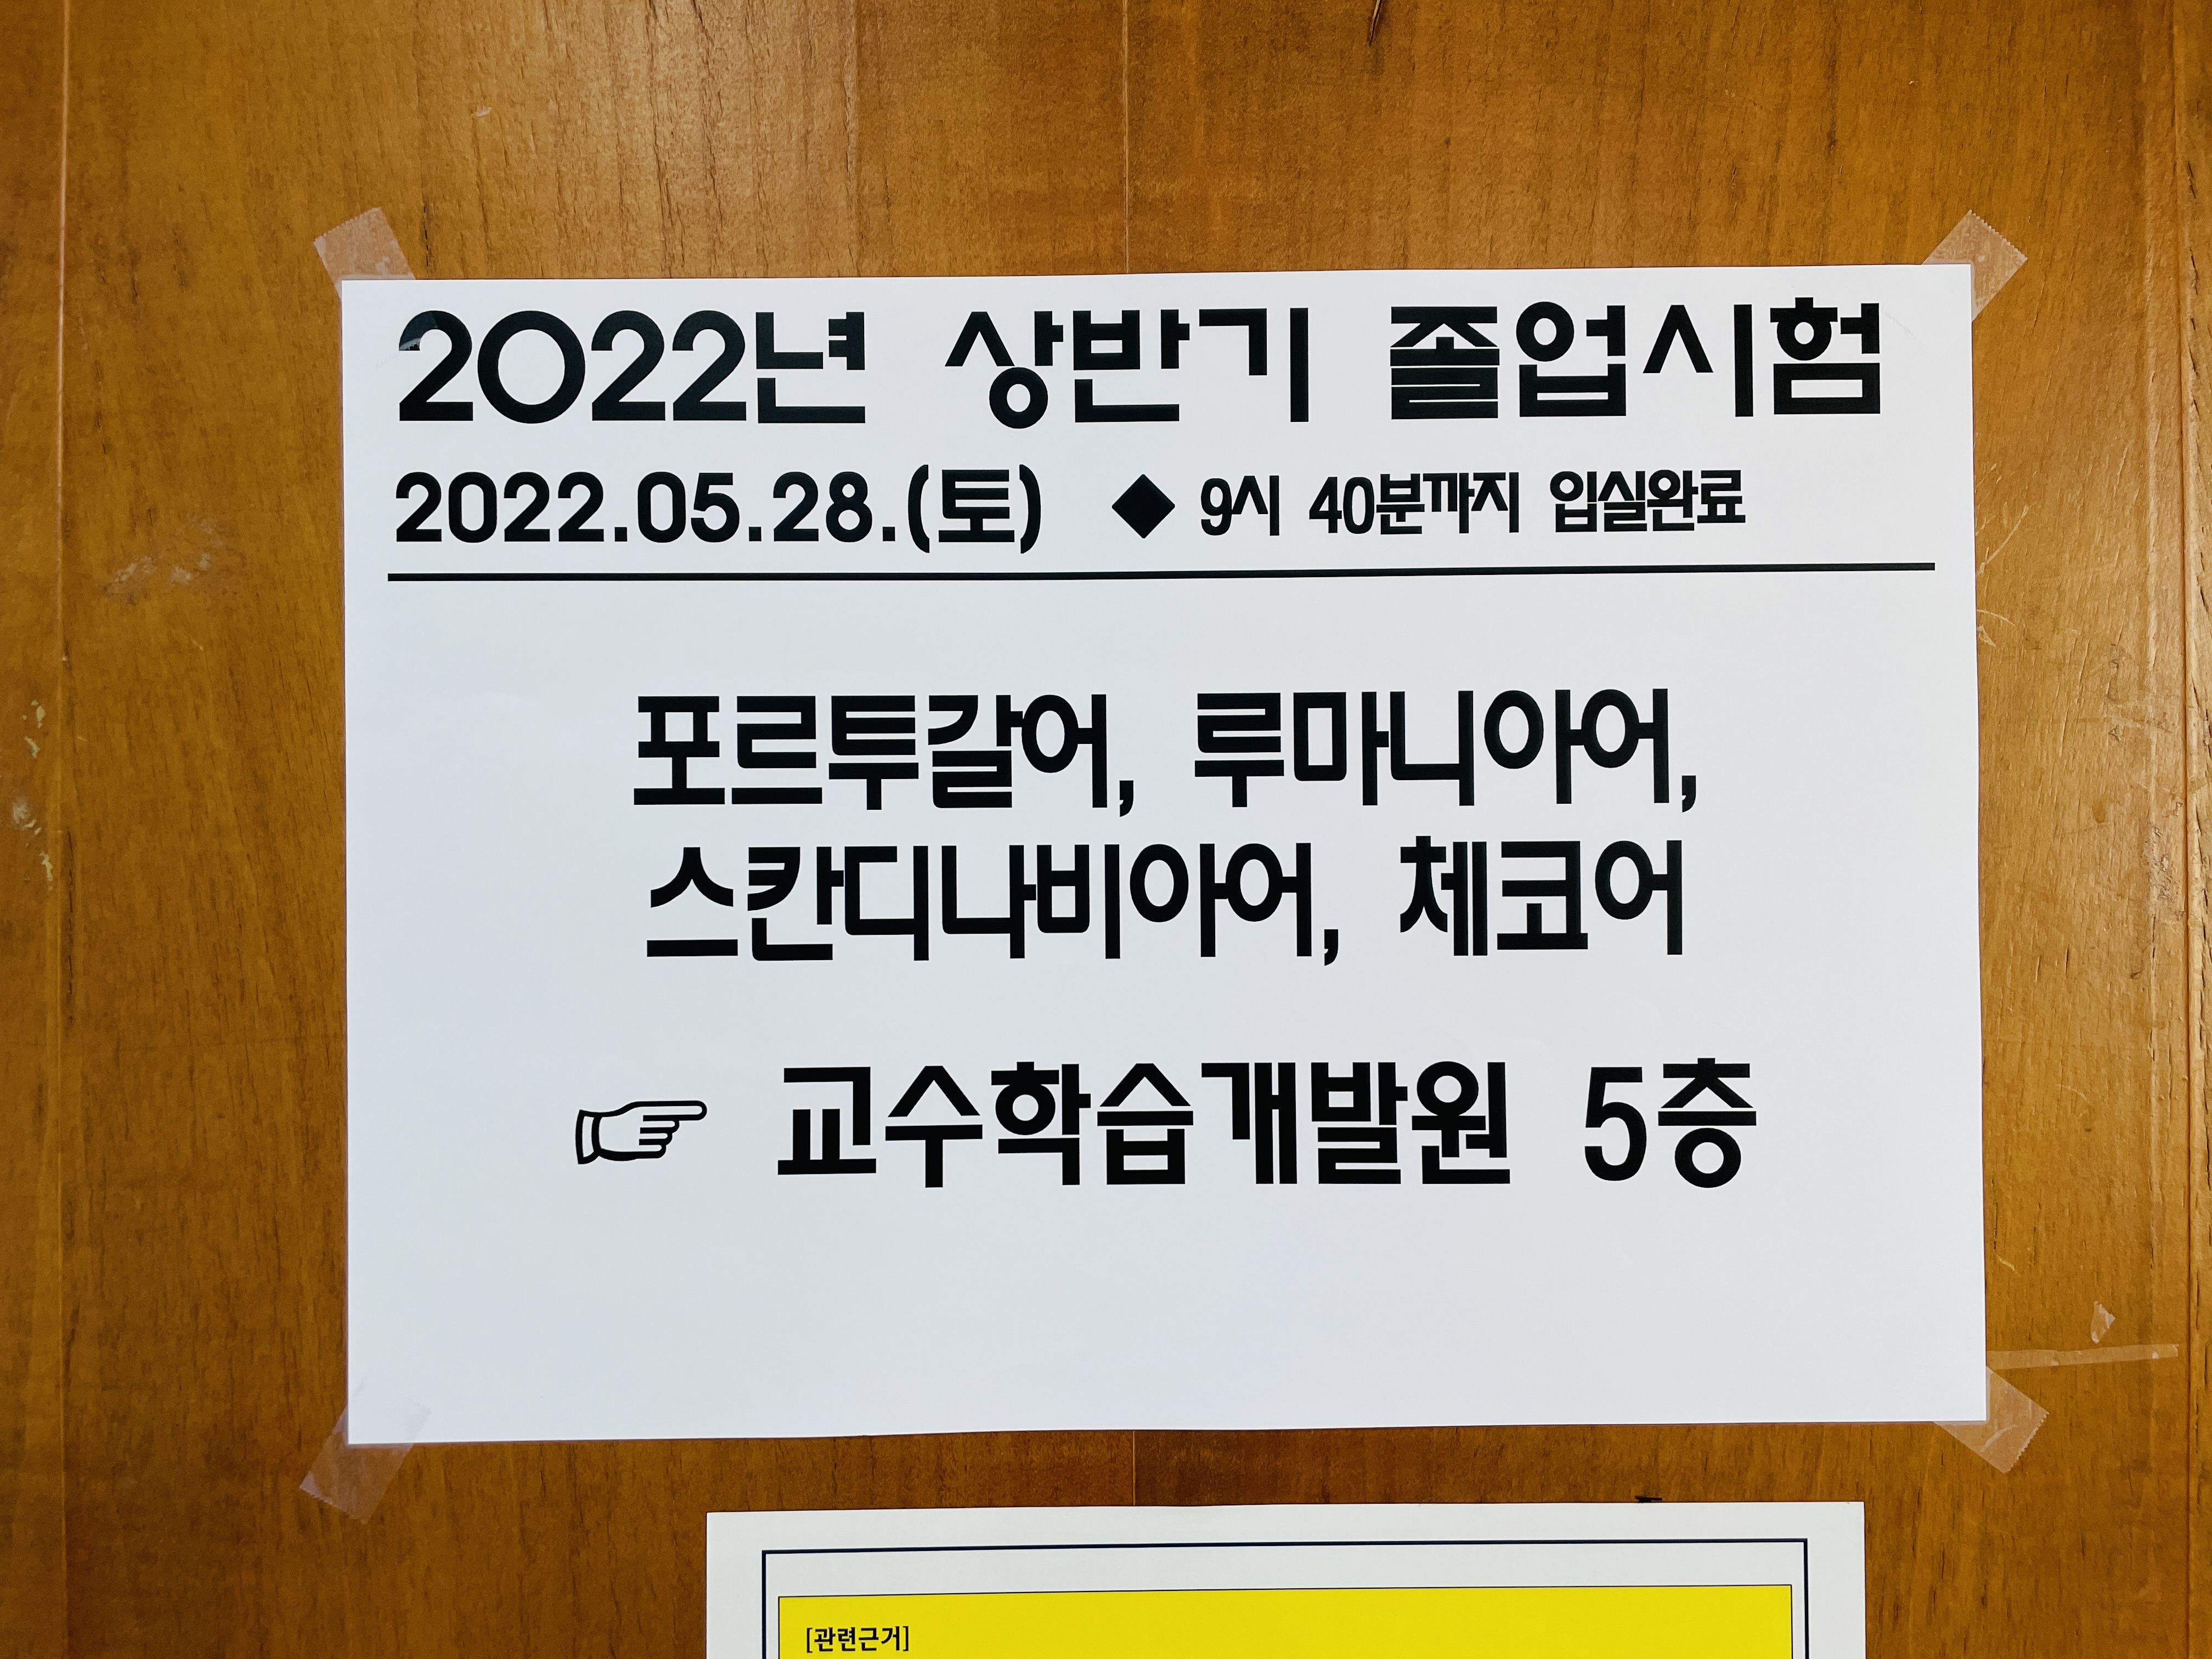 2022년 상반기 졸업시험
2022.05.28.(토) ◆ 9시 40분까지 입실완료
포르투갈어, 루마니아어,
스칸디나비아어, 체코어
☞ 교수학습개발원 5층
[관련근거]